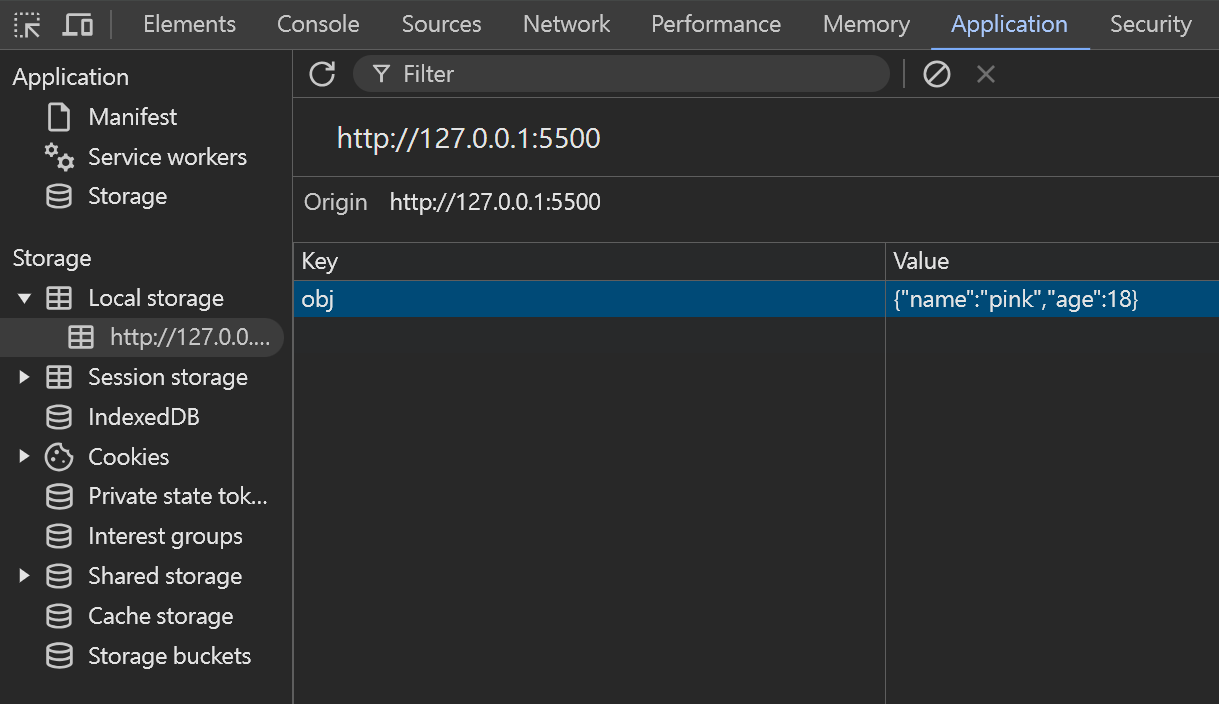 Elements Console Sources Network Performance Memory Application Security
Application
Manifest
Service workers
Storage
Storage
Local storage
http://127.0.0....
Session storage
IndexedDB
Cookies
Private state tok...
Interest groups
Shared storage
Cache storage
Storage buckets
Filter
http://127.0.0.1:5500
Origin http://127.0.0.1:5500
Key Value
obj {"name":"pink","age":18}